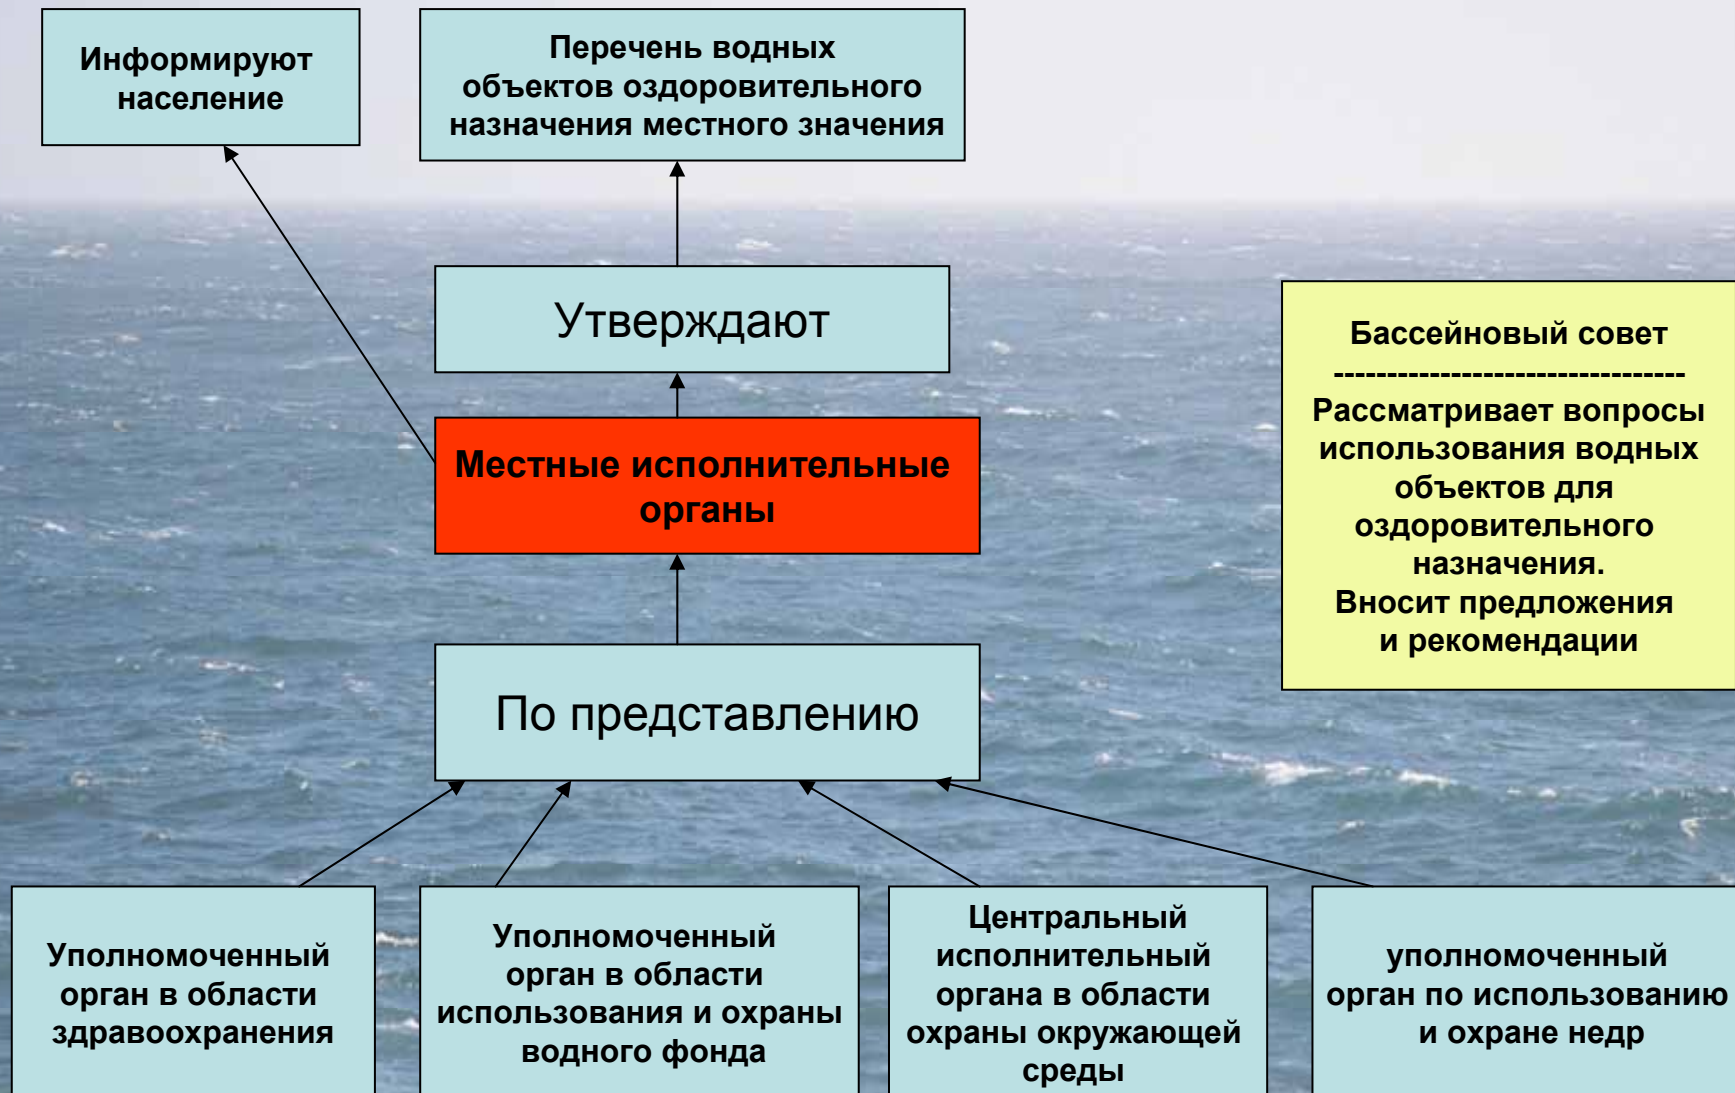 Информируют
население
Перечень водных
объектов оздоровительного
назначения местного значения
Утверждают
Местные исполнительные
органы
Бассейновый совет
---------------------------------
Рассматривает вопросы
использования водных
объектов для
оздоровительного
назначения.
Вносит предложения
и рекомендации
По представлению
Уполномоченный
орган в области
здравоохранения
Уполномоченный
орган в области
использования и охраны
водного фонда
Центральный
исполнительный
органа в области
охраны окружающей
среды
уполномоченный
орган по использованию
и охране недр